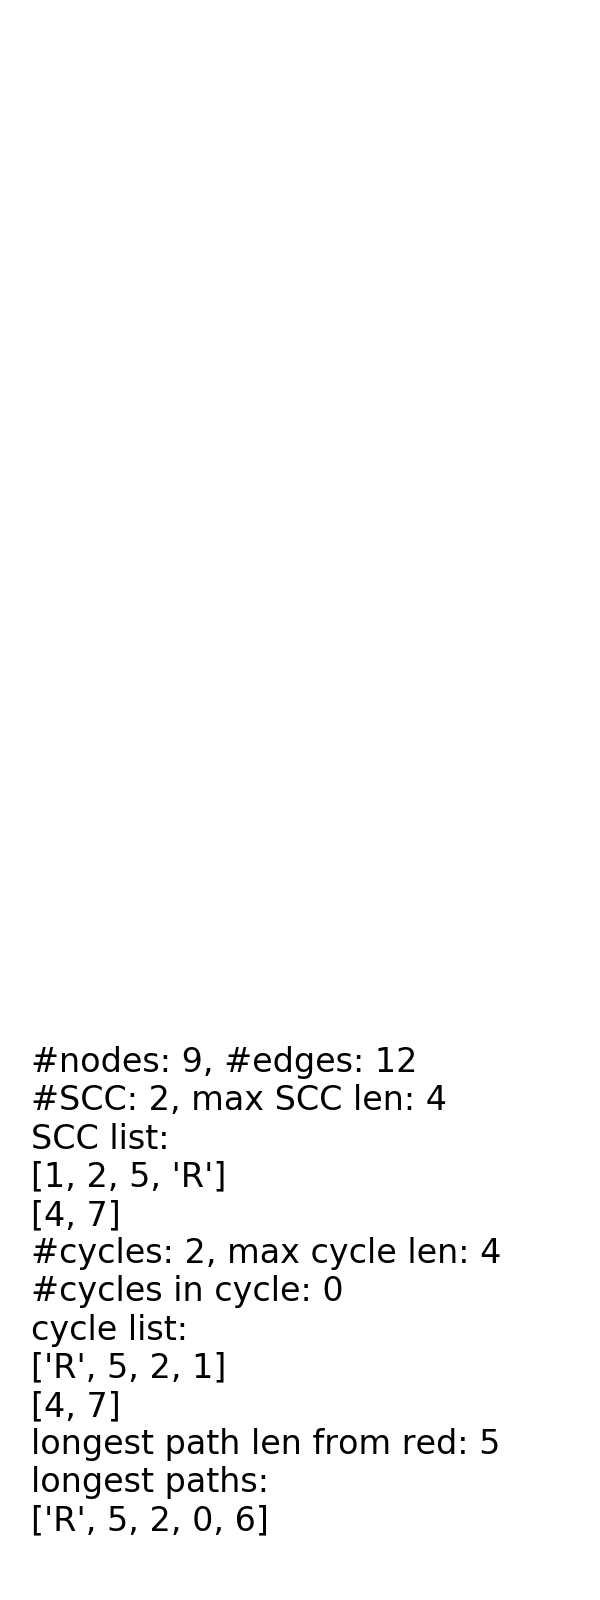 #nodes: 9, #edges: 12
#SCC: 2, max SCC len: 4
SCC list:
[1, 2, 5, 'R']
[4, 7]
#cycles: 2, max cycle len: 4
#cycles in cycle: 0
cycle list:
['R', 5, 2, 1]
[4, 7]
longest path len from red: 5
longest paths:
['R', 5, 2, 0, 6]